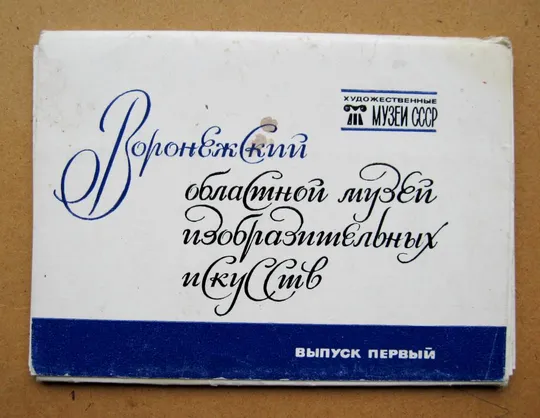 ХУДОЖЕСТВЕННЫЕ
МУЗЕИ СССР
Воронежский
областной музей
изобразительных
искусств
ВЫПУСК ПЕРВЫЙ